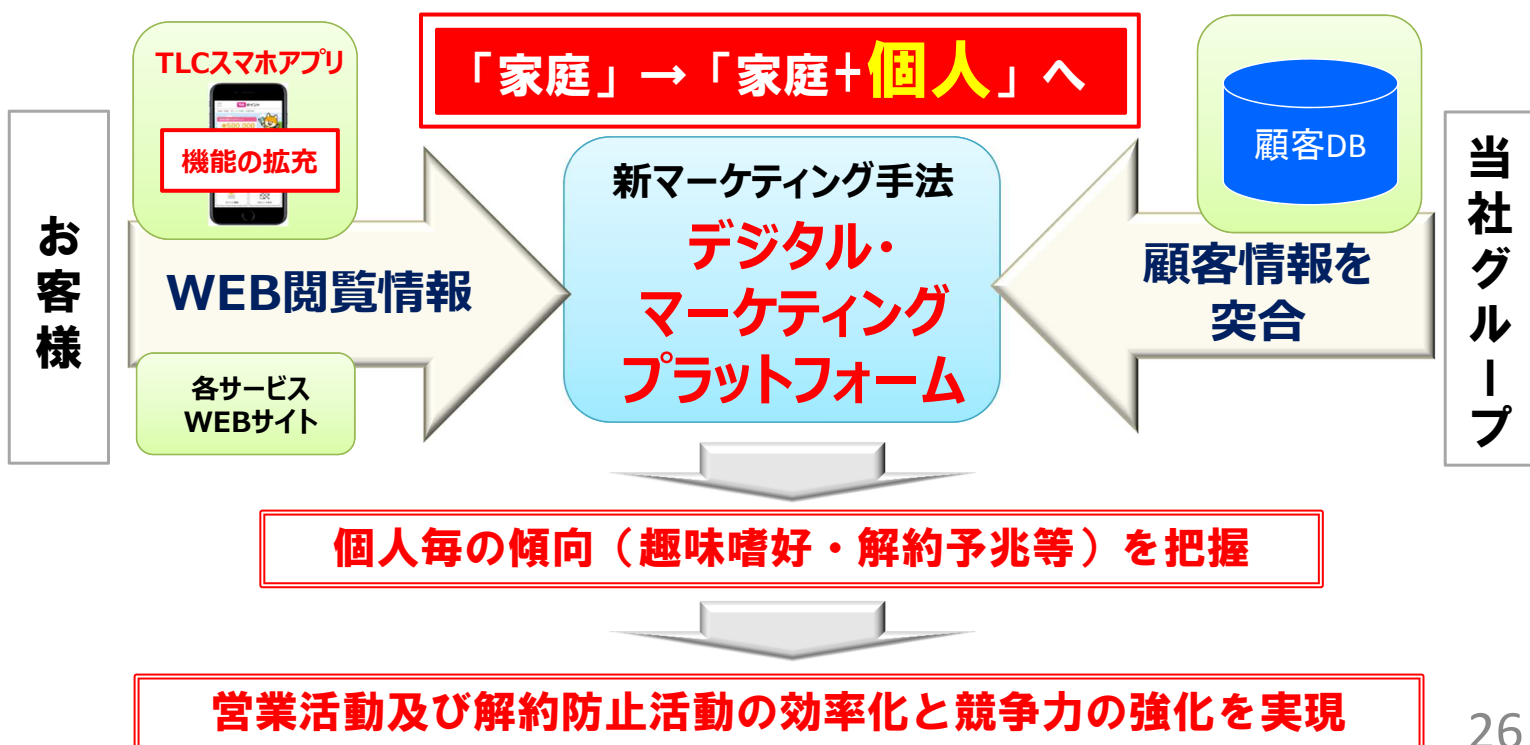 TLCスマホアプリ
機能の拡充
「家庭」→「家庭+個人」へ
顧客DB
お客様
WEB閲覧情報
各サービス
WEBサイト
新マーケティング手法
デジタル・
マーケティング
プラットフォーム
顧客情報を
突合
当社グループ
個人毎の傾向（趣味嗜好・解約予兆等）を把握
営業活動及び解約防止活動の効率化と競争力の強化を実現
26